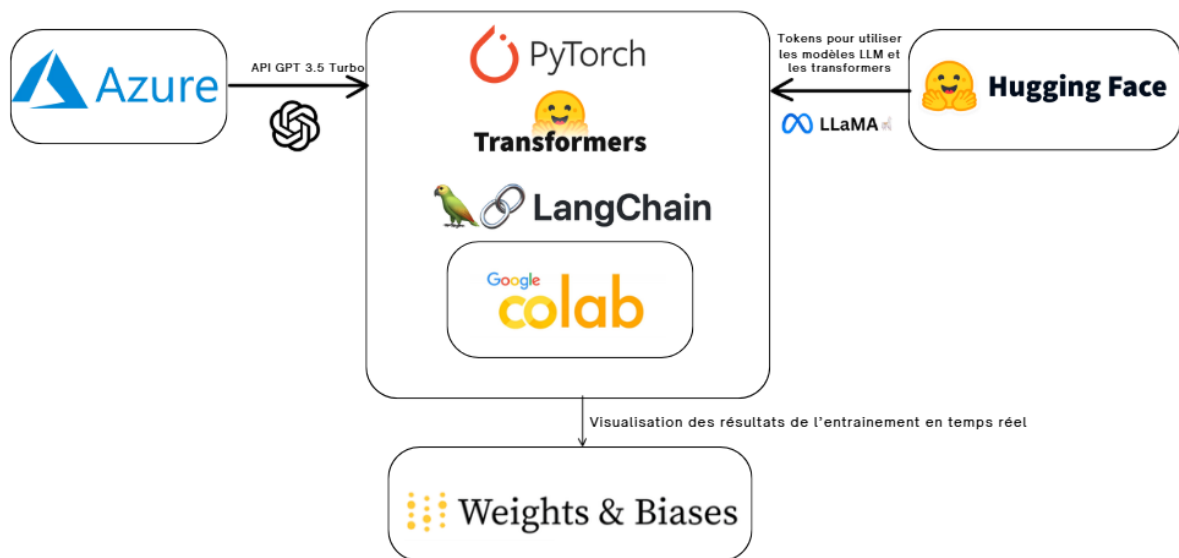 Azure
API GPT 3.5 Turbo
PyTorch
Transformers
LangChain
Google
colab
Tokens pour utiliser
les modèles LLM et
les transformers
LLaMA
Hugging Face
Visualisation des résultats de l'entrainement en temps réel
Weights & Biases